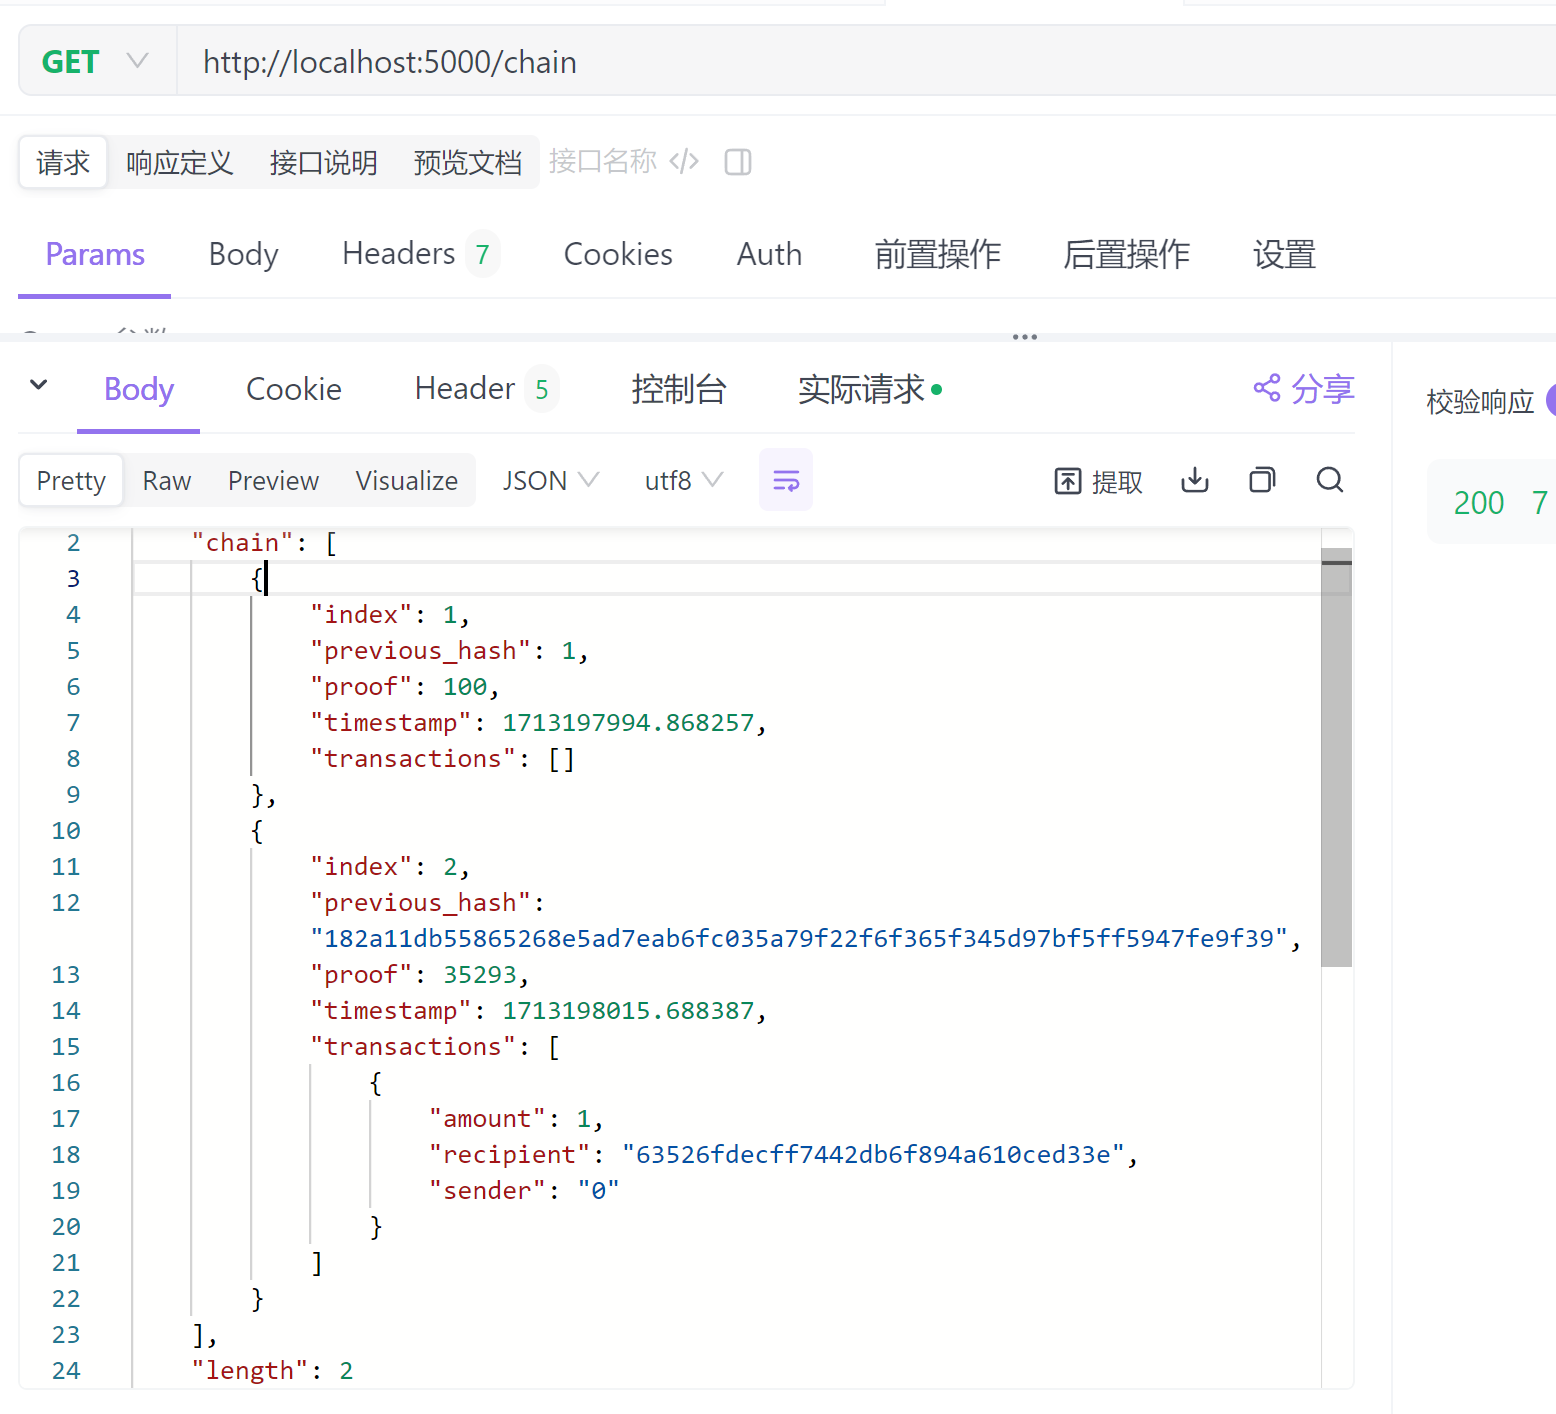 GET http://localhost:5000/chain
请求 响应定义 接口说明 预览文档 接口名称 </>
Params Body Headers 7 Cookies Auth 前置操作 后置操作 设置
Body Cookie Header 5 控制台 实际请求 分享 校验响应
Pretty Raw Preview Visualize JSON utf8 提取
200 7
2 "chain": [
3 {
4 "index": 1,
5 "previous_hash": 1,
6 "proof": 100,
7 "timestamp": 1713197994.868257,
8 "transactions": []
9 },
10 {
11 "index": 2,
12 "previous_hash":
"182a11db55865268e5ad7eab6fc035a79f22f6f365f345d97bf5ff5947fe9f39",
13 "proof": 35293,
14 "timestamp": 1713198015.688387,
15 "transactions": [
16 {
17 "amount": 1,
18 "recipient": "63526fdecff7442db6f894a610ced33e",
19 "sender": "0"
20 }
21 ]
22 }
23 ],
24 "length": 2